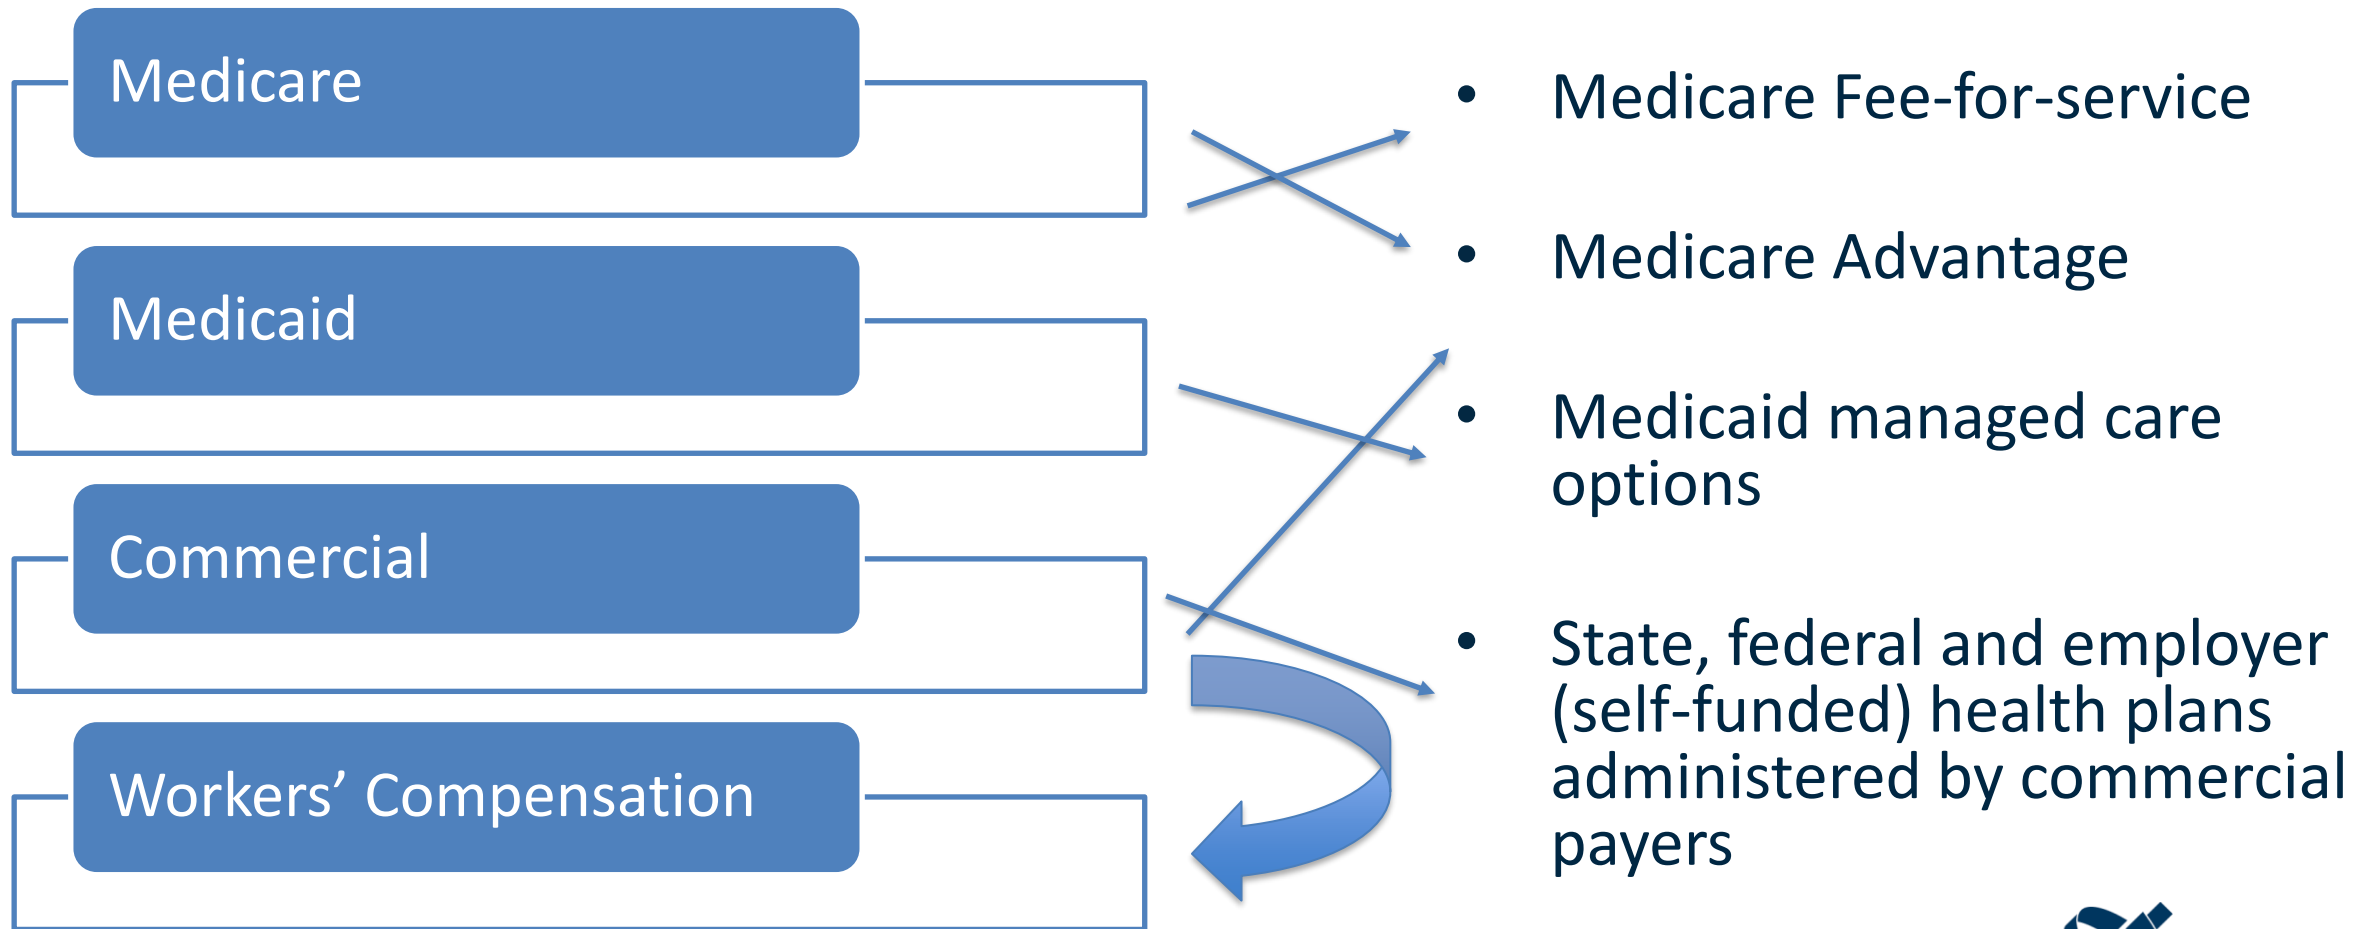 Medicare
Medicaid
Commercial
Workers’ Compensation
• Medicare Fee-for-service
• Medicare Advantage
• Medicaid managed care
options
• State, federal and employer
(self-funded) health plans
administered by commercial
payers